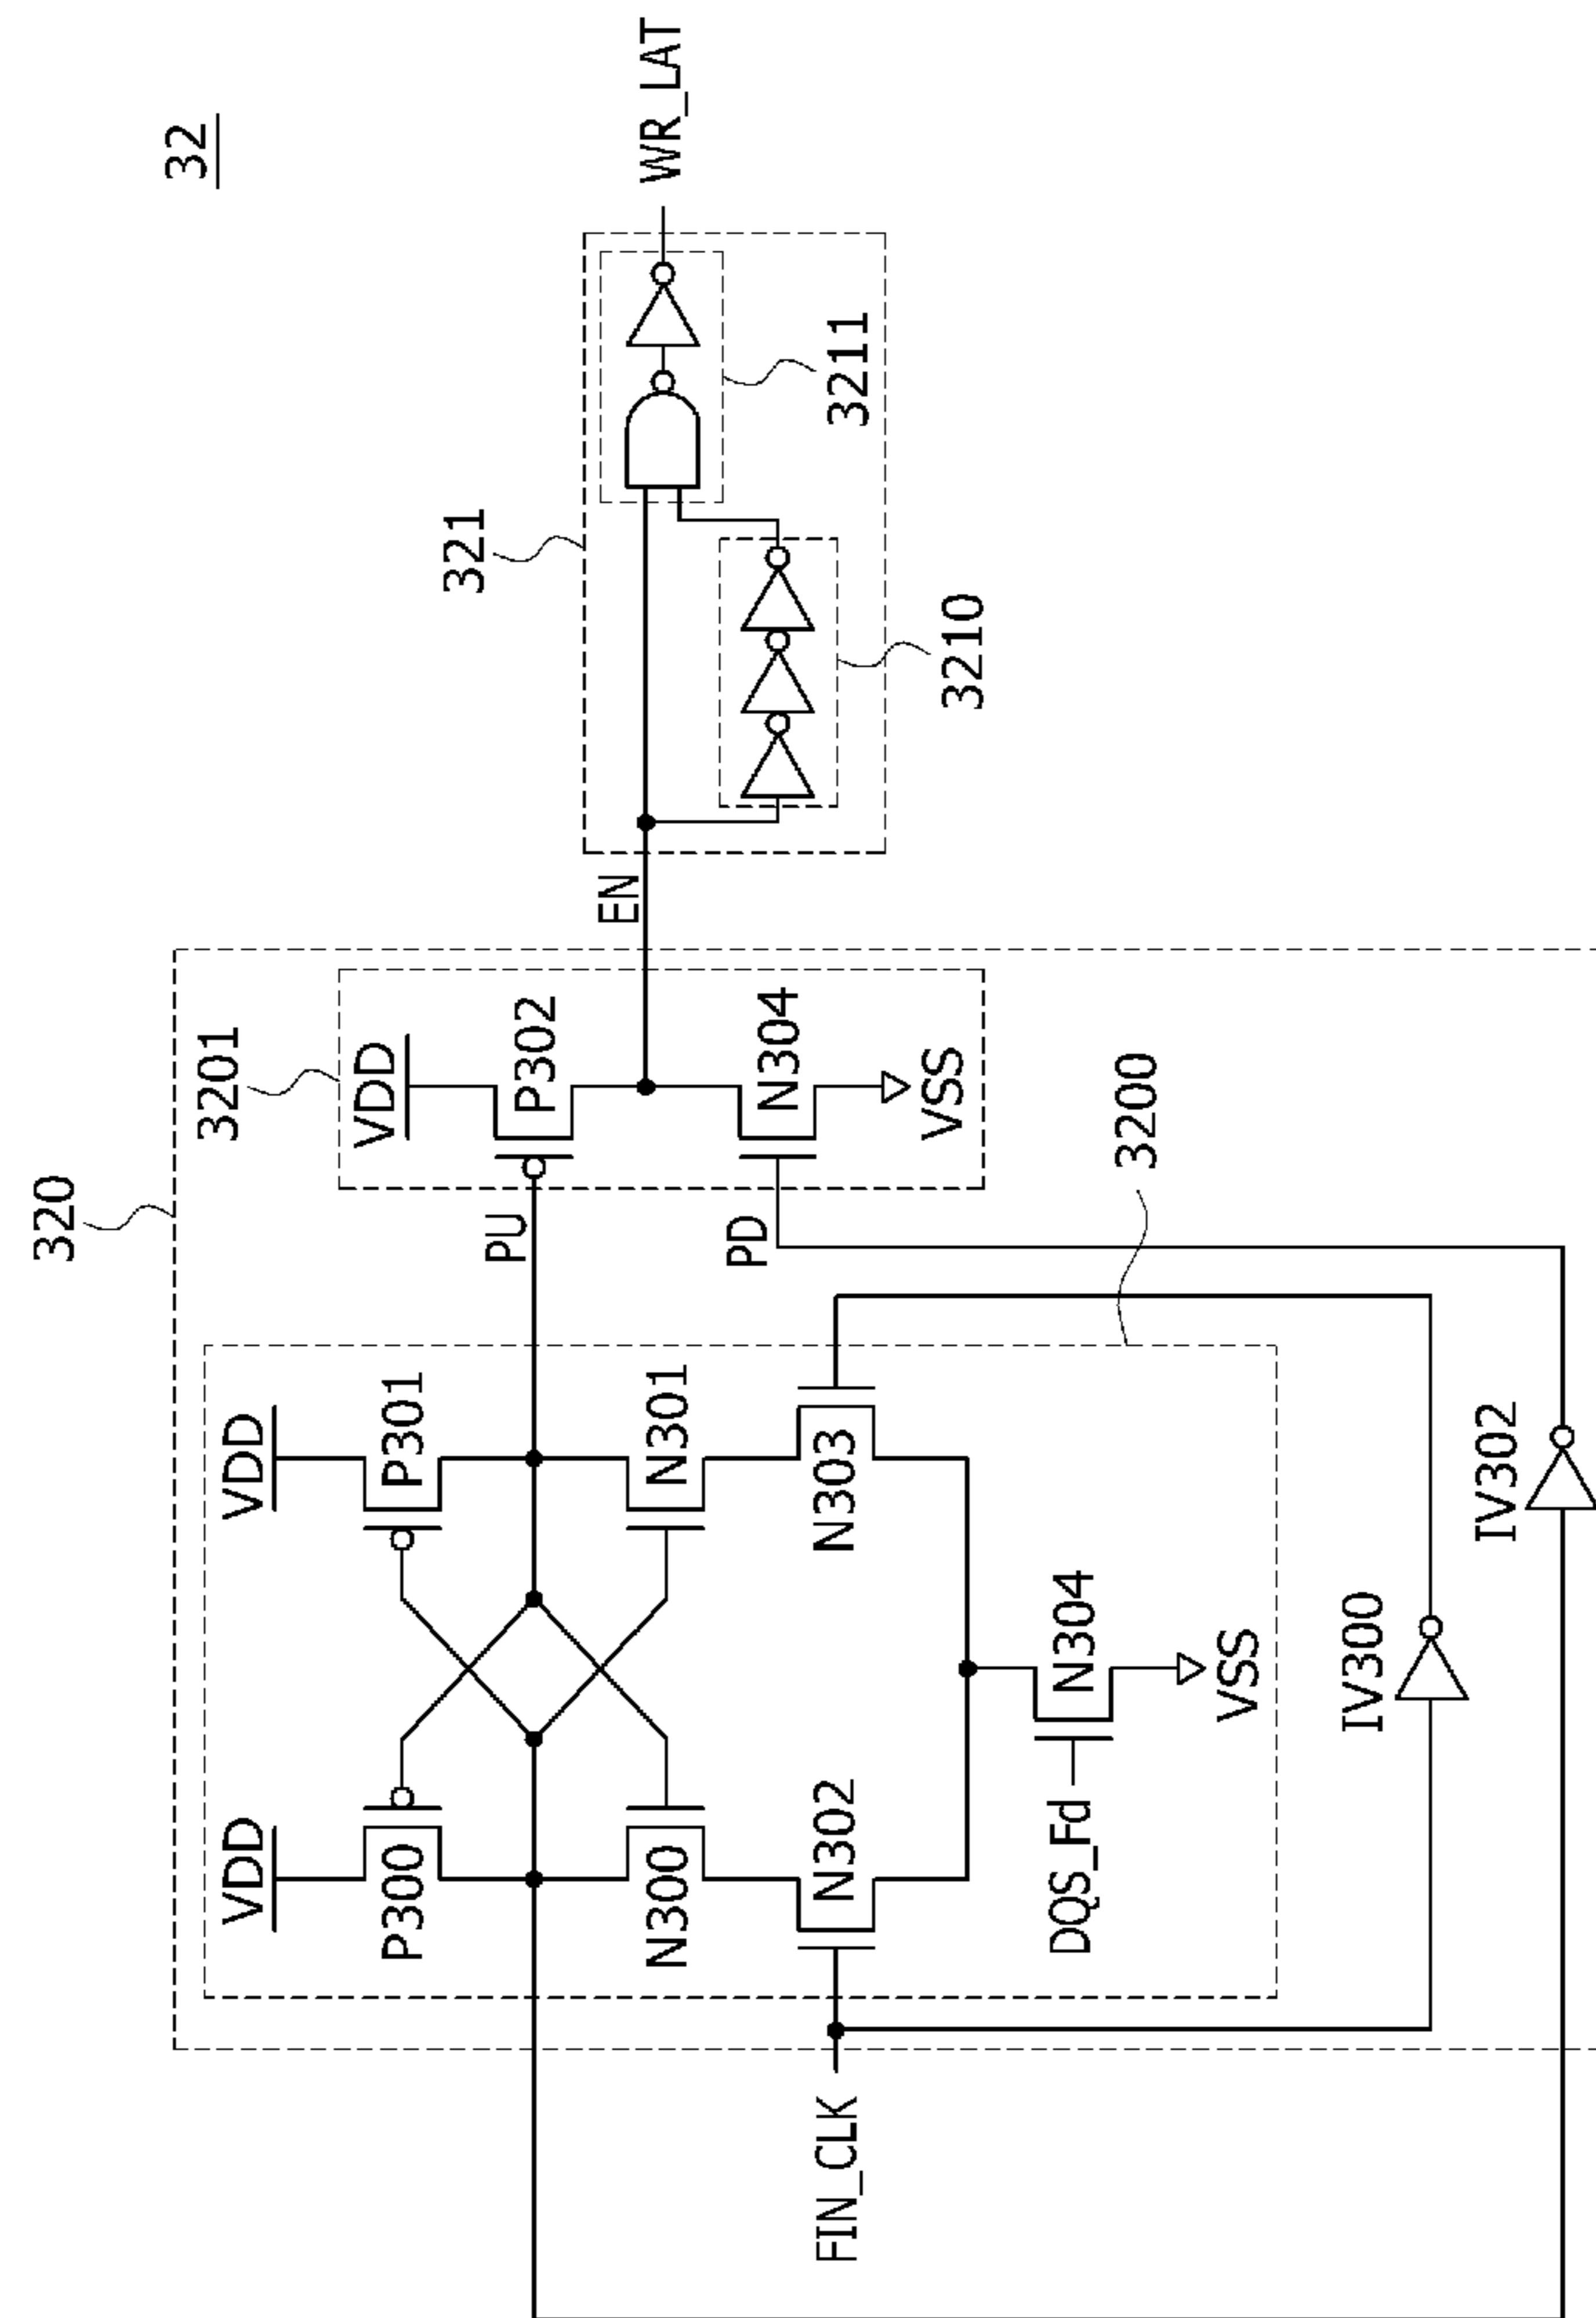 32
320
3201
VDD
P302
PU
EN
N304
PD
VSS
321
3210
3211
WR_LAT
VDD
VDD
P300
P301
N300
N301
N302
N303
DQS_Fd
N304
VSS
3200
FIN_CLK
IV300
IV302